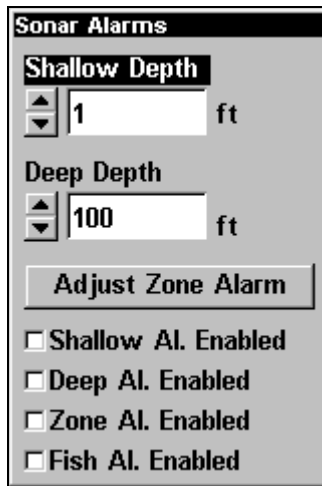 Sonar Alarms
Shallow Depth
1 ft
Deep Depth
100 ft
Adjust Zone Alarm
Shallow Al. Enabled
Deep Al. Enabled
Zone Al. Enabled
Fish Al. Enabled